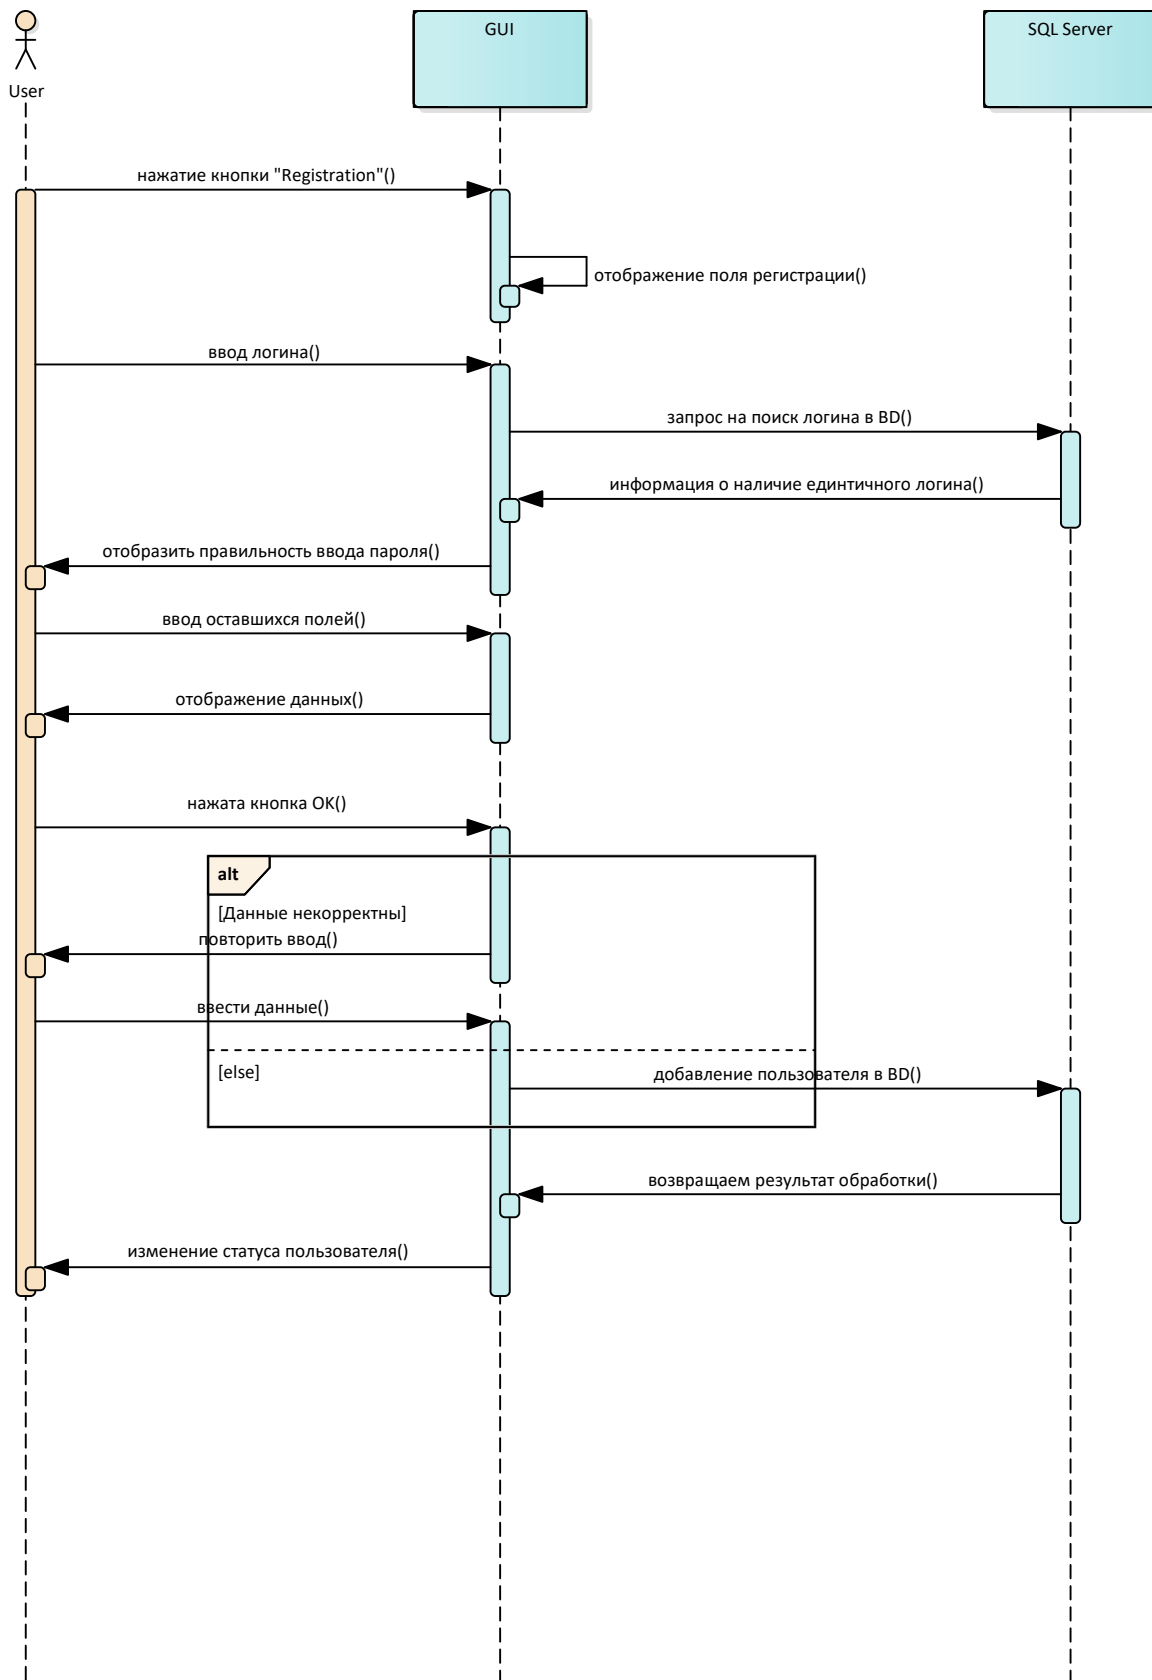 GUI
SQL Server
User
нажатие кнопки "Registration"()
отображение поля регистрации()
ввод логина()
запрос на поиск логина в BD()
информация о наличие единтичного логина()
отобразить правильность ввода пароля()
ввод оставшихся полей()
отображение данных()
нажата кнопка OK()
alt
[Данные некорректны]
повторить ввод()
ввести данные()
[else]
добавление пользователя в BD()
возвращаем результат обработки()
изменение статуса пользователя()